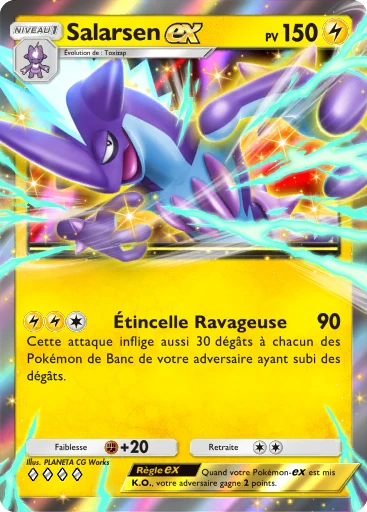 NIVEAU 1
Salarsen ex
PV 150
Évolution de : Toxizap
Étincelle Ravageuse 90
Cette attaque inflige aussi 30 dégâts à chacun des
Pokémon de Banc de votre adversaire ayant subi des
dégâts.
Faiblesse +20 Retraite
Illus. PLANETA CG Works
Règle ex Quand votre Pokémon-ex est mis
K.O., votre adversaire gagne 2 points.